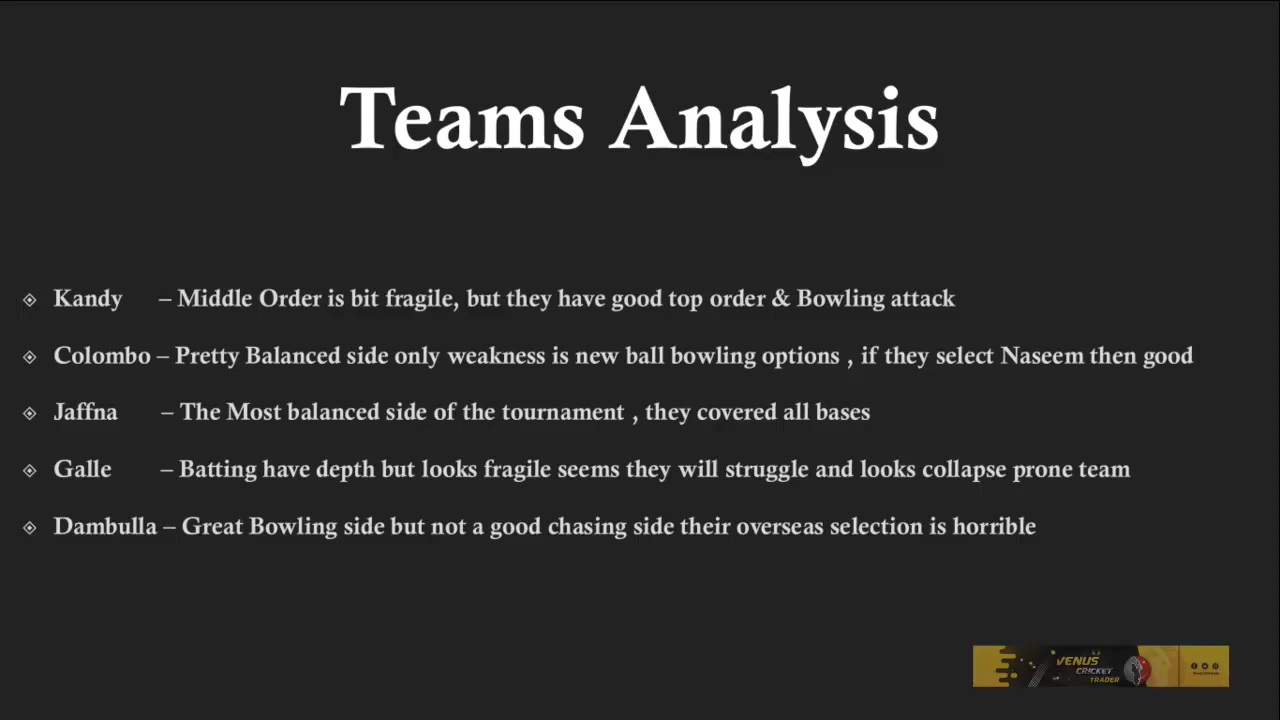 Teams Analysis
Kandy – Middle Order is bit fragile, but they have good top order & Bowling attack
Colombo – Pretty Balanced side only weakness is new ball bowling options , if they select Naseem then good
Jaffna – The Most balanced side of the tournament , they covered all bases
Galle – Batting have depth but looks fragile seems they will struggle and looks collapse prone team
Dambulla – Great Bowling side but not a good chasing side their overseas selection is horrible
VENUS
CRICKET
TRADER